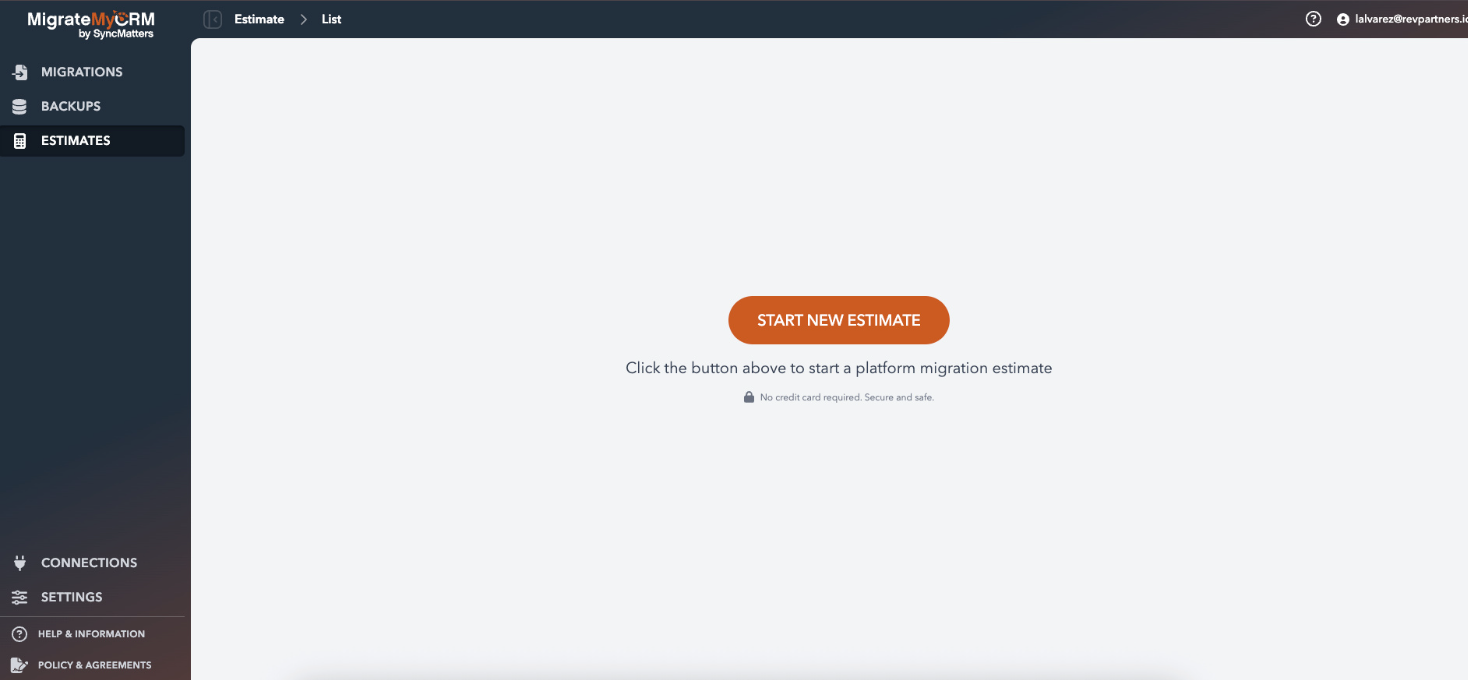 MigrateMyCRM
by SyncMatters
Estimate
List
lalvarez@revpartners.io
MIGRATIONS
BACKUPS
ESTIMATES
START NEW ESTIMATE
Click the button above to start a platform migration estimate
No credit card required. Secure and safe.
CONNECTIONS
SETTINGS
HELP & INFORMATION
POLICY & AGREEMENTS